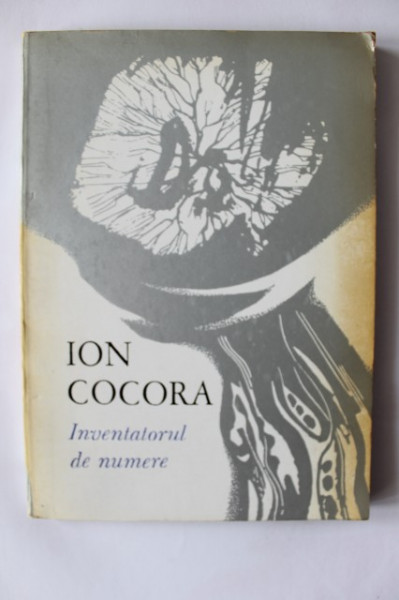 ION
COCORA
Inventatorul
de numere